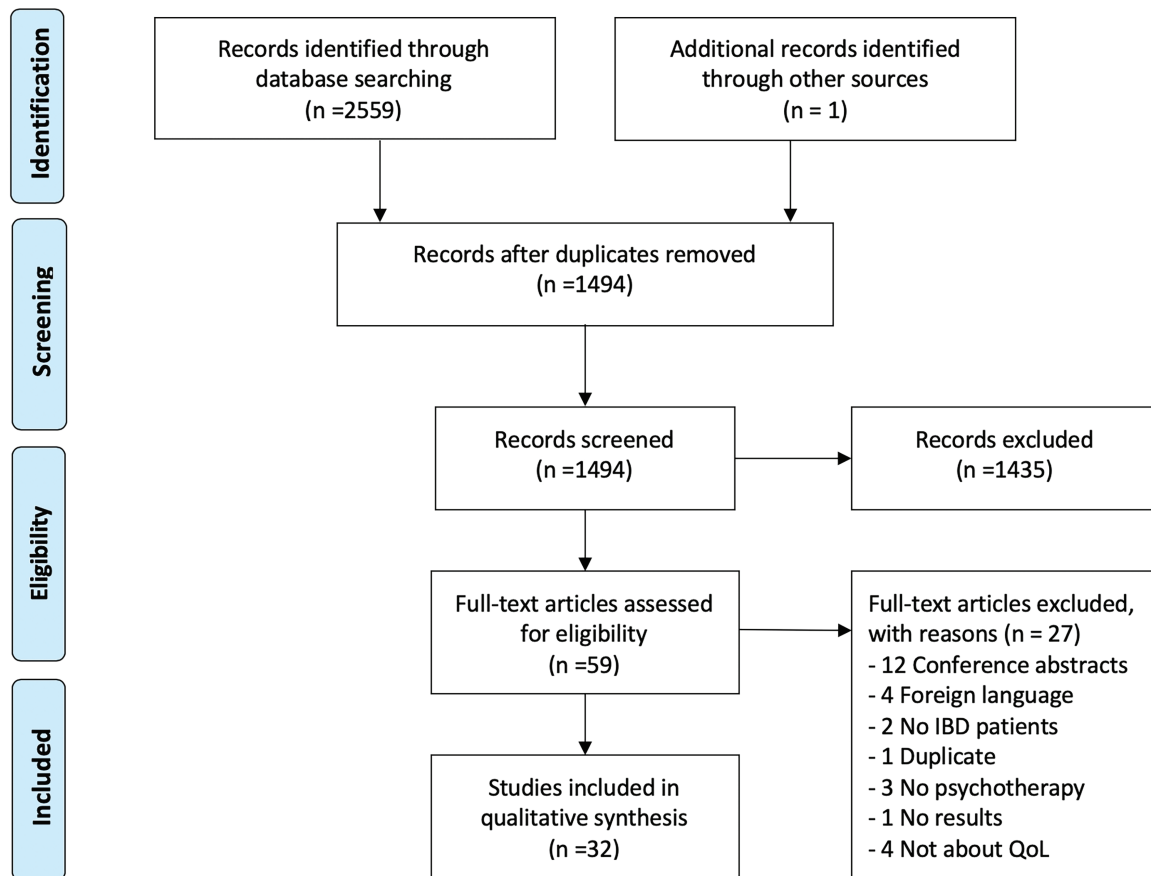 Identification
Records identified through
database searching
(n =2559)
Additional records identified
through other sources
(n = 1)
Records after duplicates removed
(n =1494)
Screening
Records screened
(n =1494)
Records excluded
(n =1435)
Eligibility
Full-text articles assessed
for eligibility
(n =59)
Full-text articles excluded,
with reasons (n = 27)
- 12 Conference abstracts
- 4 Foreign language
- 2 No IBD patients
- 1 Duplicate
- 3 No psychotherapy
- 1 No results
- 4 Not about QoL
Included
Studies included in
qualitative synthesis
(n =32)